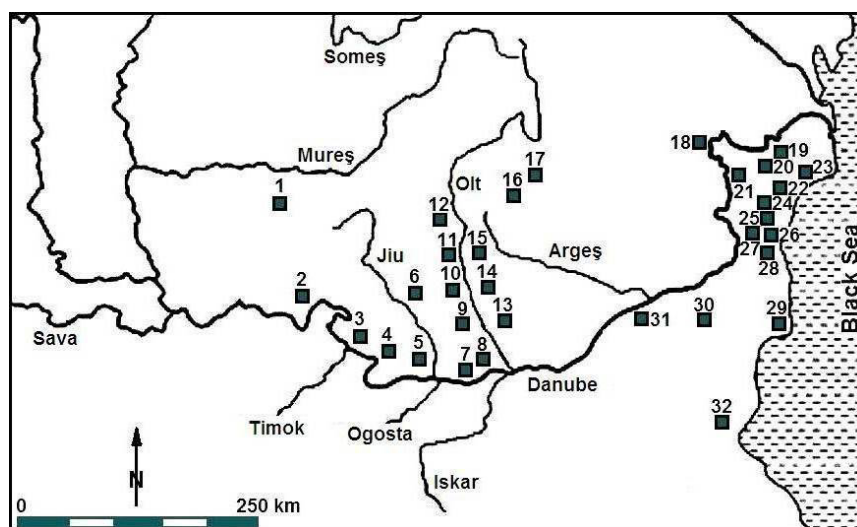 Someş
Mureş
18
19
20
23
17
1
Olt
16
21
22
12
24
25
11
15
Argeş
26
Jiu
27
28
6
10
14
2
9
13
31
30
29
Sava
3
4
5
7
8
Danube
Black Sea
Timok
Ogosta
32
N
Iskar
0
250 km